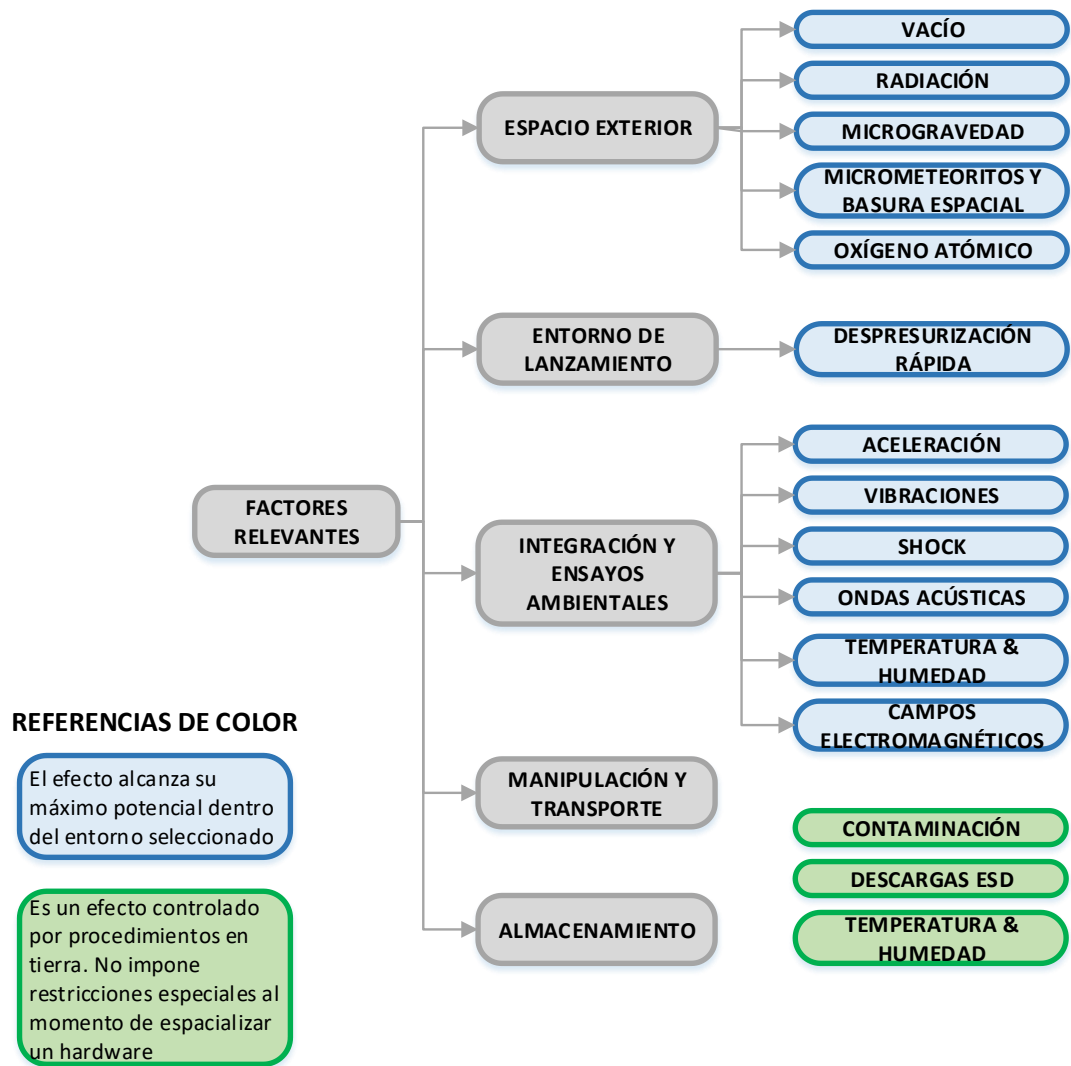 VACÍO
RADIACIÓN
ESPACIO EXTERIOR
MICROGRAVEDAD
MICROMETEORITOS Y
BASURA ESPACIAL
OXÍGENO ATÓMICO
ENTORNO DE
LANZAMIENTO
DESPRESURIZACIÓN
RÁPIDA
ACELERACIÓN
VIBRACIONES
FACTORES
RELEVANTES
INTEGRACIÓN Y
ENSAYOS
AMBIENTALES
SHOCK
ONDAS ACÚSTICAS
TEMPERATURA &
HUMEDAD
CAMPOS
ELECTROMAGNÉTICOS
REFERENCIAS DE COLOR
El efecto alcanza su
máximo potencial dentro
del entorno seleccionado
MANIPULACIÓN Y
TRANSPORTE
CONTAMINACIÓN
DESCARGAS ESD
ALMACENAMIENTO
TEMPERATURA &
HUMEDAD
Es un efecto controlado
por procedimientos en
tierra. No impone
restricciones especiales al
momento de espacializar
un hardware